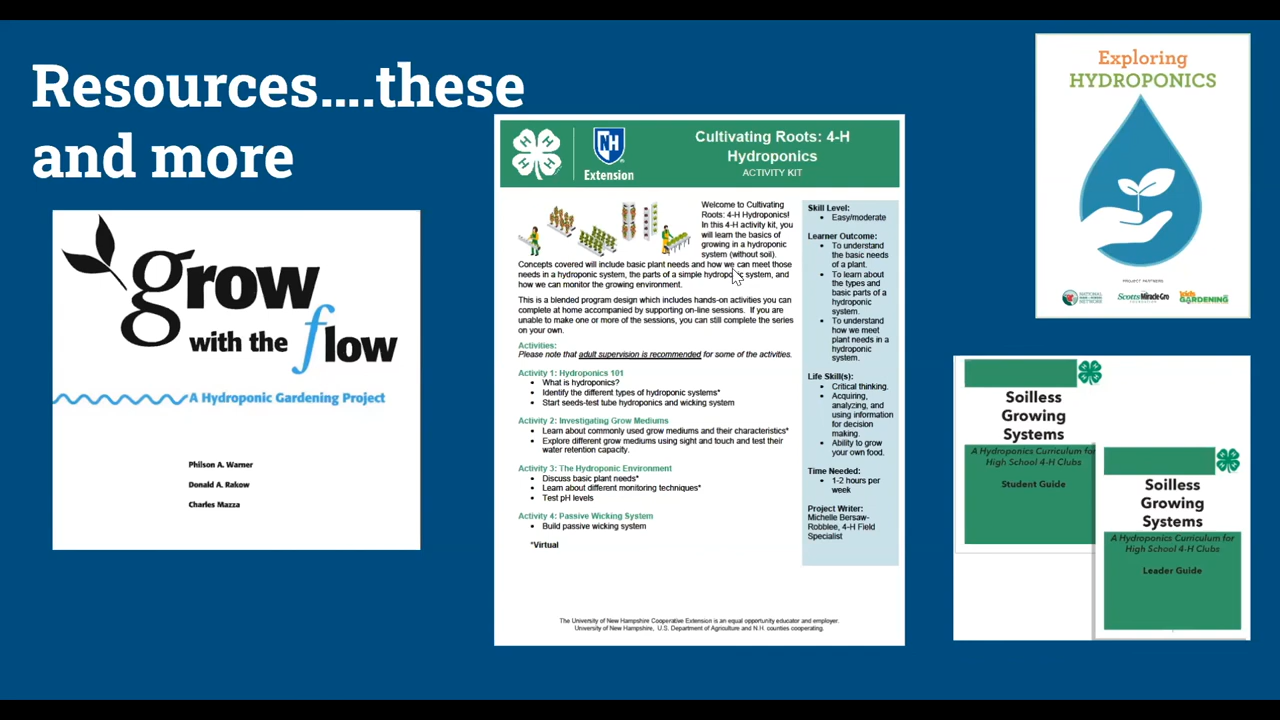 Resources....these
and more
grow
with the flow
A Hydroponic Gardening Project
Philson A. Warner
Donald A. Rakow
Charles Mazza
H H H H
NH
Extension
Cultivating Roots: 4-H
Hydroponics
ACTIVITY KIT
Welcome to Cultivating
Roots: 4-H Hydroponics!
In this 4-H activity kit, you
will learn the basics of
growing in a hydroponic
system (without soil).
Concepts covered will include basic plant needs and how we can meet those
needs in a hydroponic system, the parts of a simple hydroponic system, and
how we can monitor the growing environment.
This is a blended program design which includes hands-on activities you can
complete at home accompanied by supporting on-line sessions. If you are
unable to make one or more of the sessions, you can still complete the series
on your own.
Activities:
Please note that adult supervision is recommended for some of the activities.
Activity 1: Hydroponics 101
• What is hydroponics?
• Identify the different types of hydroponic systems*
• Start seeds-test tube hydroponics and wicking system
Activity 2: Investigating Grow Mediums
• Learn about commonly used grow mediums and their characteristics*
• Explore different grow mediums using sight and touch and test their
water retention capacity.
Activity 3: The Hydroponic Environment
• Discuss basic plant needs*
• Learn about different monitoring techniques*
• Test pH levels
Activity 4: Passive Wicking System
• Build passive wicking system
*Virtual
Skill Level:
• Easy/moderate
Learner Outcome:
• To understand
the basic needs
of a plant.
• To learn about
the types and
basic parts of a
hydroponic
system.
• To understand
how we meet
plant needs in a
hydroponic
system.
Life Skill(s):
• Critical thinking.
• Acquiring,
analyzing, and
using information
for decision
making.
• Ability to grow
your own food.
Time Needed:
• 1-2 hours per
week
Project Writer:
Michelle Bersaw-
Robblee, 4-H Field
Specialist
The University of New Hampshire Cooperative Extension is an equal opportunity educator and employer.
University of New Hampshire, U.S. Department of Agriculture and N.H. counties cooperating.
Exploring
HYDROPONICS
PROJECT PARTNERS
Scotts Miracle-Gro
kids GARDENING
Soilless
Growing
Systems
A Hydroponics Curriculum for
High School 4-H Clubs
Student Guide
Soilless
Growing
Systems
A Hydroponics Curriculum for
High School 4-H Clubs
Leader Guide